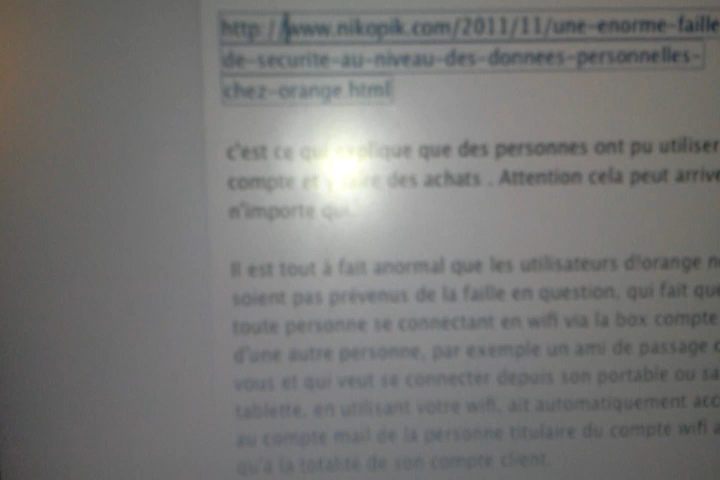 http://www.nikopik.com/2011/11/une-enorme-faille
de-securite-au-niveau-des-donnees-personnelles-
chez-orange.html
c'est ce qui explique que des personnes ont pu utiliser
compte et y faire des achats . Attention cela peut arrive
n'importe qui.
Il est tout à fait anormal que les utilisateurs d!orange n
soient pas prévenus de la faille en question, qui fait que
toute personne se connectant en wifi via la box compte
d'une autre personne, par exemple un ami de passage c
vous et qui veut se connecter depuis son portable ou sa
tablette, en utilisant votre wifi, ait automatiquement acc
au compte mail de la personne titulaire du compte wifi a
qu'a la totalité de son compte client.